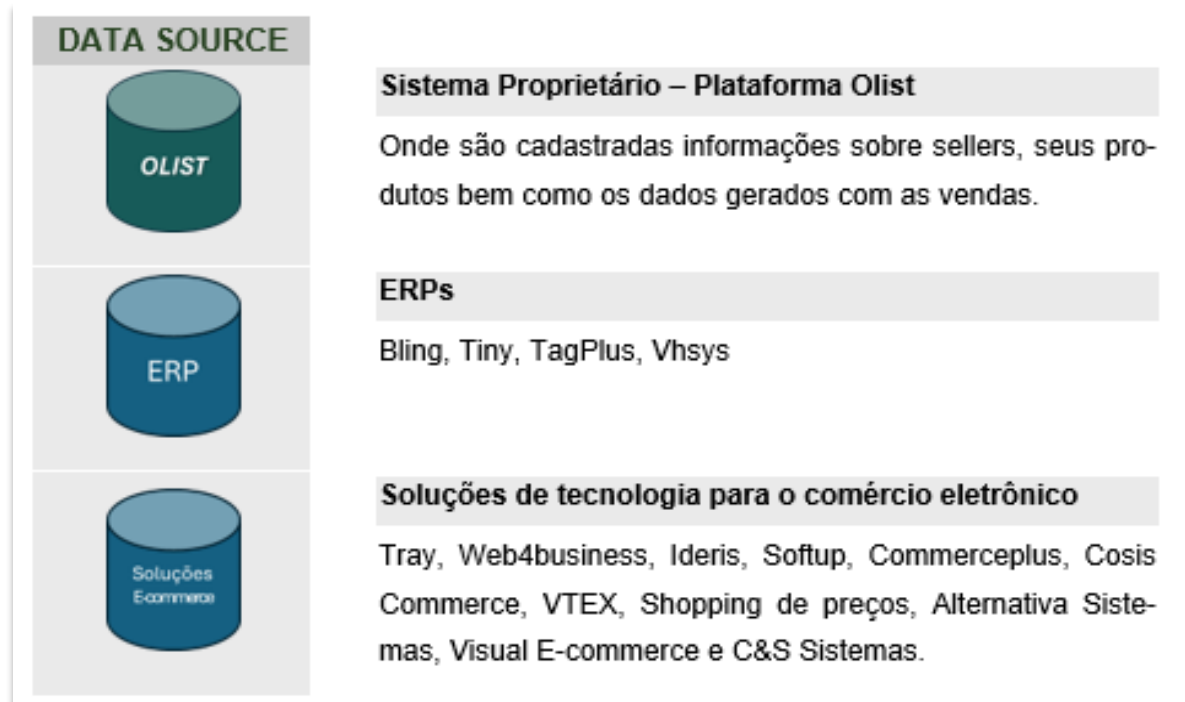 DATA SOURCE
OLIST
Sistema Proprietário – Plataforma Olist
Onde são cadastradas informações sobre sellers, seus pro-
dutos bem como os dados gerados com as vendas.
ERP
ERPs
Bling, Tiny, TagPlus, Vhsys
Soluções
E-commerce
Soluções de tecnologia para o comércio eletrônico
Tray, Web4business, Ideris, Softup, Commerceplus, Cosis
Commerce, VTEX, Shopping de preços, Alternativa Siste-
mas, Visual E-commerce e C&S Sistemas.